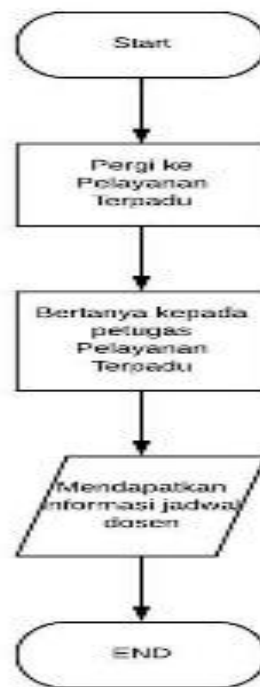 Start
Pergi ke
Pelayanan
Terpadu
Bertanya kepada
petugas
Pelayanan
Terpadu
Mendapatkan
informasi jadwal
dosen
END